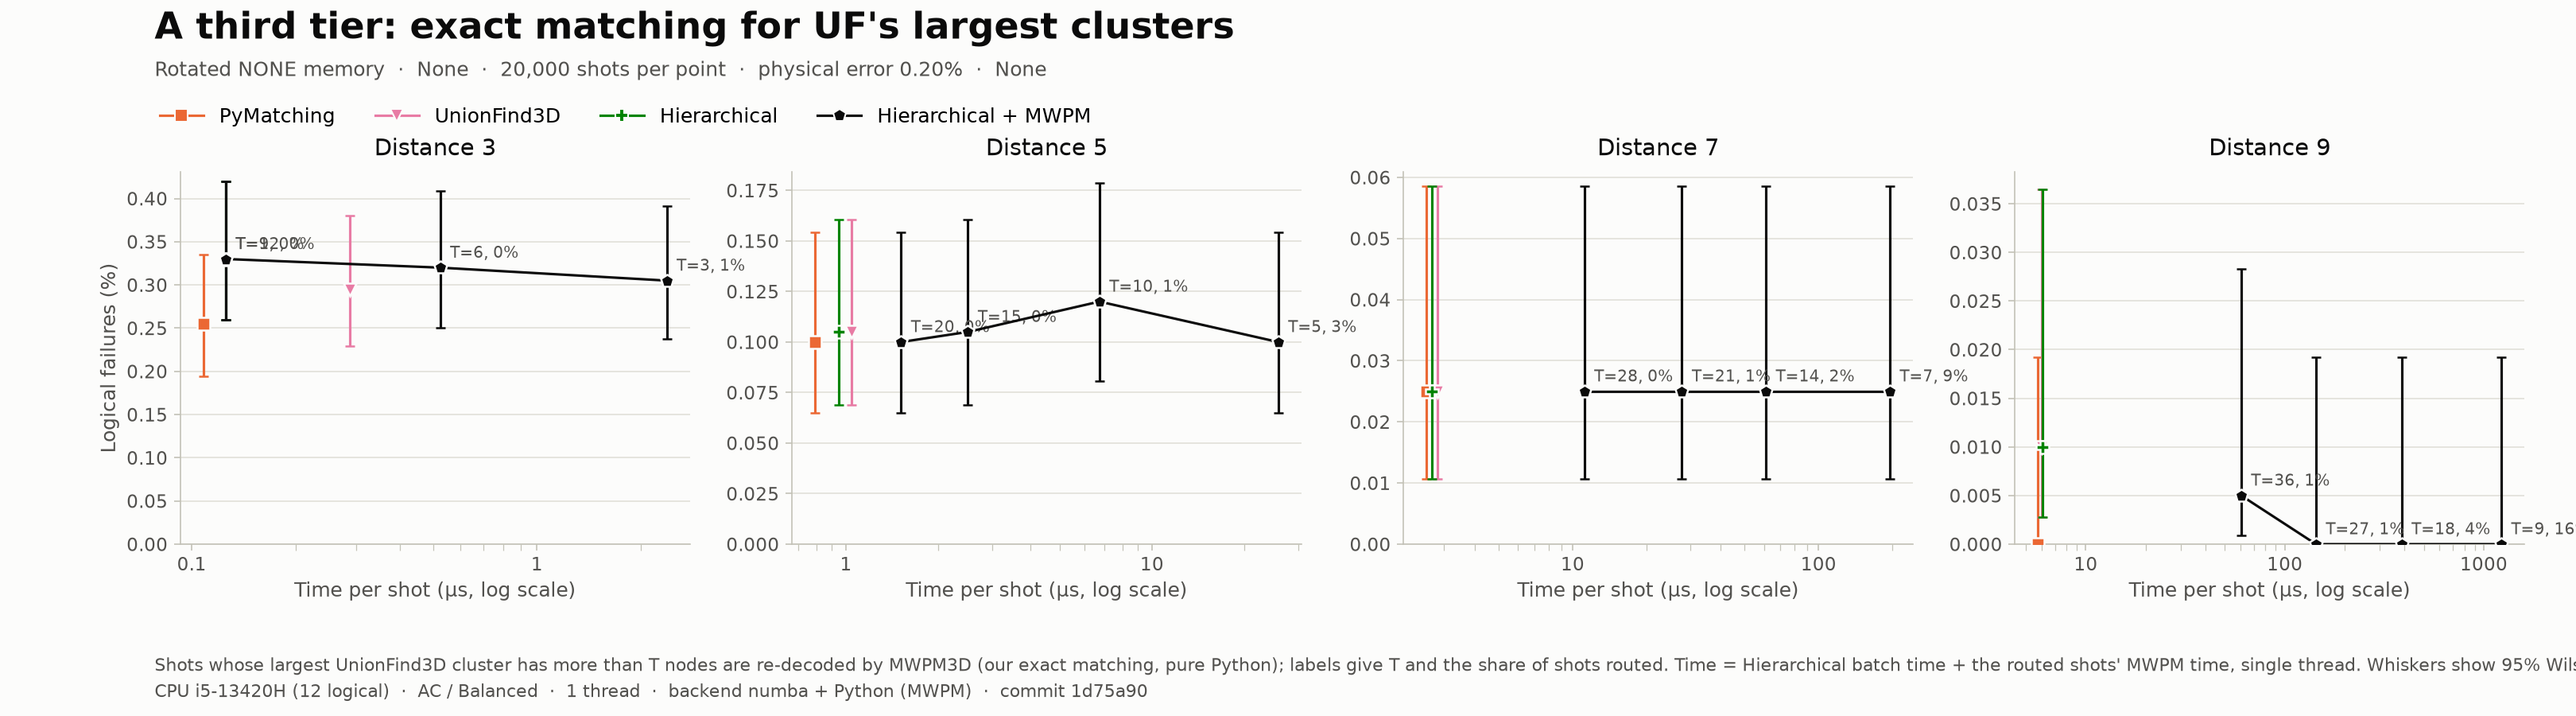 A third tier: exact matching for UF's largest clusters
Rotated NONE memory · None · 20,000 shots per point · physical error 0.20% · None
PyMatching UnionFind3D Hierarchical Hierarchical + MWPM
Distance 3
Logical failures (%)
0.40
0.35
0.30
0.25
0.20
0.15
0.10
0.05
0.00
T=6, 0%
T=3, 1%
0.1 1
Time per shot (µs, log scale)
Distance 5
0.175
0.150
0.125
0.100
0.075
0.050
0.025
0.000
T=20, 0%
T=15, 0%
T=10, 1%
T=5, 3%
1 10
Time per shot (µs, log scale)
Distance 7
0.06
0.05
0.04
0.03
0.02
0.01
0.00
T=28, 0% T=21, 1% T=14, 2% T=7, 9%
10 100
Time per shot (µs, log scale)
Distance 9
0.035
0.030
0.025
0.020
0.015
0.010
0.005
0.000
T=36, 1%
T=27, 1% T=18, 4% T=9, 16
10 100 1000
Time per shot (µs, log scale)
Shots whose largest UnionFind3D cluster has more than T nodes are re-decoded by MWPM3D (our exact matching, pure Python); labels give T and the share of shots routed. Time = Hierarchical batch time + the routed shots' MWPM time, single thread. Whiskers show 95%
CPU i5-13420H (12 logical) · AC / Balanced · 1 thread · backend numba + Python (MWPM) · commit 1d75a90